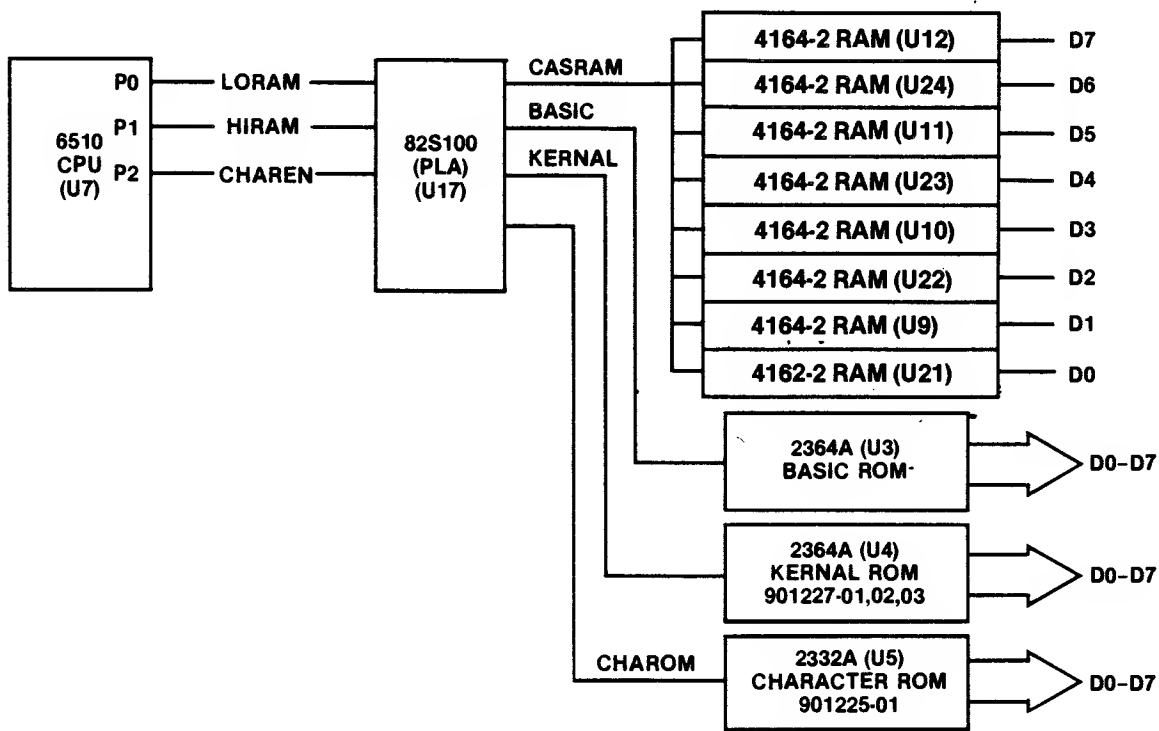 6510
CPU
(U7)
P0
P1
P2
LORAM
HIRAM
CHAREN
82S100
(PLA)
(U17)
CASRAM
BASIC
KERNAL
CHAROM
4164-2 RAM (U12)
D7
4164-2 RAM (U24)
D6
4164-2 RAM (U11)
D5
4164-2 RAM (U23)
D4
4164-2 RAM (U10)
D3
4164-2 RAM (U22)
D2
4164-2 RAM (U9)
D1
4162-2 RAM (U21)
D0
2364A (U3)
BASIC ROM
D0-D7
2364A (U4)
KERNAL ROM
901227-01,02,03
D0-D7
2332A (U5)
CHARACTER ROM
901225-01
D0-D7